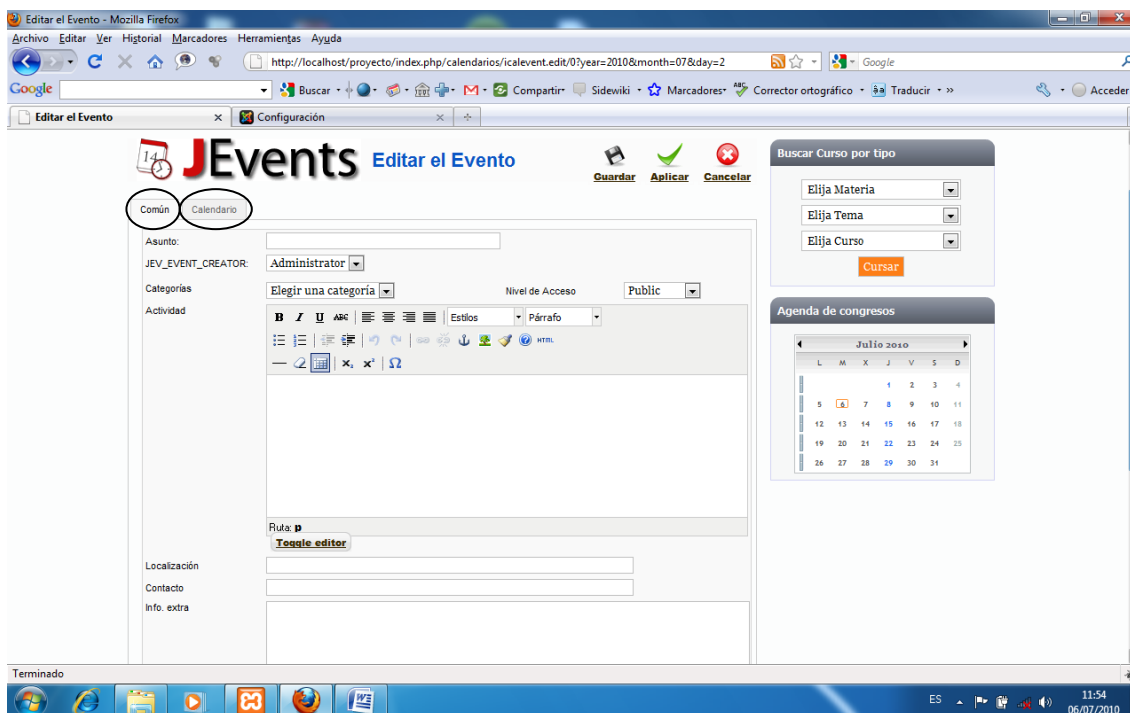 Editar el Evento - Mozilla Firefox
Archivo Editar Ver Historial Marcadores Herramientas Ayuda
http://localhost/proyecto/index.php/calendarios/icalevent.edit/0?year=2010&month=07&day=2
Google
Google Buscar Compartir Sidewiki Marcadores ABC Corrector ortográfico Traducir » Acceder
Editar el Evento Configuración
14 JEvents Editar el Evento
Guardar Aplicar Cancelar
Común Calendario
Asunto:
JEV_EVENT_CREATOR: Administrator
Categorías Elegir una categoría Nivel de Acceso Public
Actividad
B I U ABC Estilos Párrafo
HTML
x₂ x² Ω
Ruta: p
Toggle editor
Localización
Contacto
Info. extra
Buscar Curso por tipo
Elija Materia
Elija Tema
Elija Curso
Cursar
Agenda de congresos
Julio 2010
L M X J V S D
1 2 3 4
5 6 7 8 9 10 11
12 13 14 15 16 17 18
19 20 21 22 23 24 25
26 27 28 29 30 31
Terminado
ES 11:54
06/07/2010